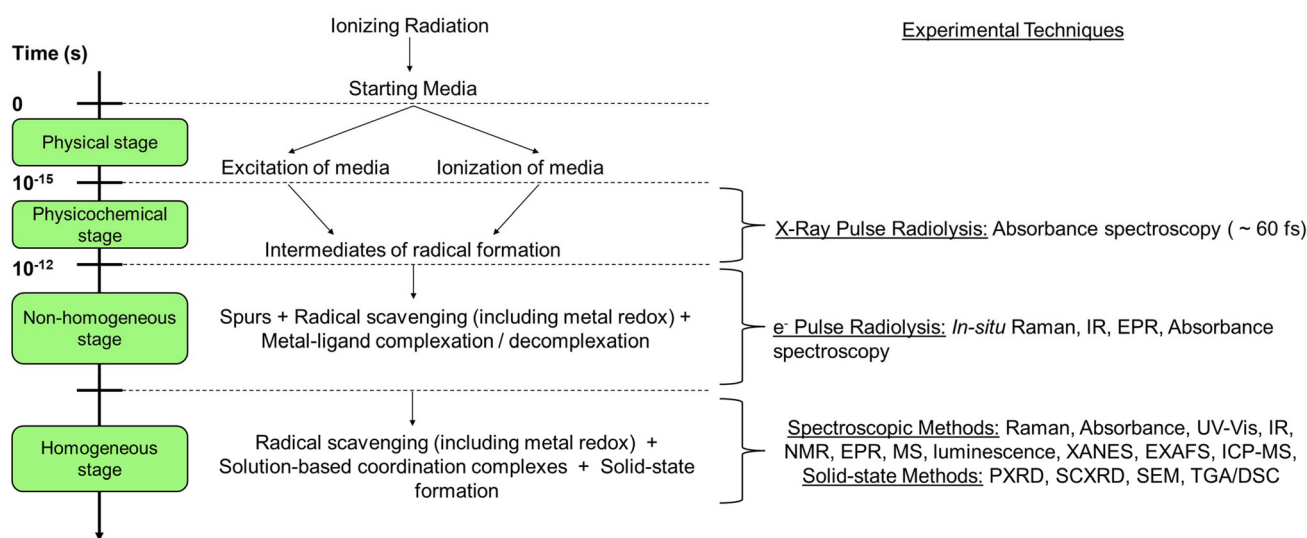 Ionizing Radiation
Experimental Techniques
Time (s)
Starting Media
0
Physical stage
Excitation of media
Ionization of media
10⁻¹⁵
Physicochemical
stage
X-Ray Pulse Radiolysis: Absorbance spectroscopy ( ~ 60 fs)
Intermediates of radical formation
10⁻¹²
Non-homogeneous
stage
Spurs + Radical scavenging (including metal redox) +
Metal-ligand complexation / decomplexation
e⁻ Pulse Radiolysis: In-situ Raman, IR, EPR, Absorbance
spectroscopy
Homogeneous
stage
Radical scavenging (including metal redox) +
Solution-based coordination complexes + Solid-state
formation
Spectroscopic Methods: Raman, Absorbance, UV-Vis, IR,
NMR, EPR, MS, luminescence, XANES, EXAFS, ICP-MS,
Solid-state Methods: PXRD, SCXRD, SEM, TGA/DSC